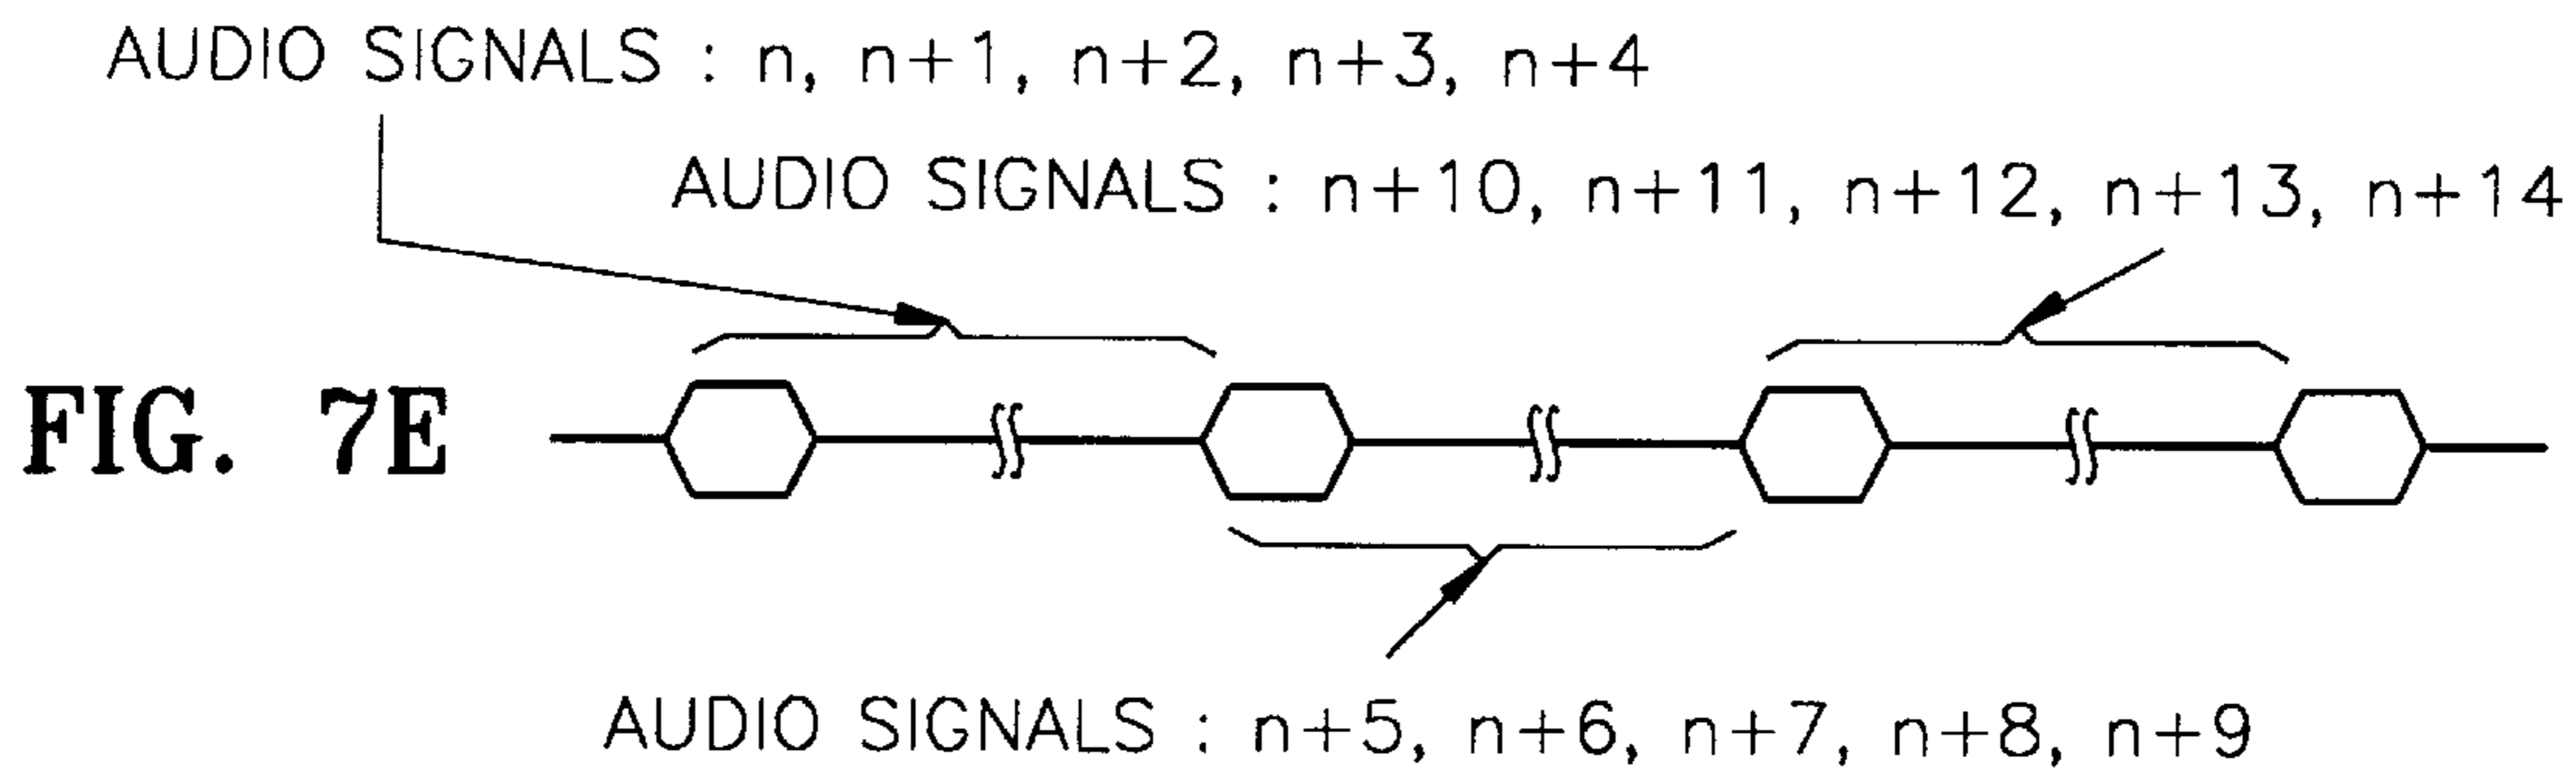 AUDIO SIGNALS : n, n+1, n+2, n+3, n+4
AUDIO SIGNALS : n+10, n+11, n+12, n+13, n+14
FIG. 7E
AUDIO SIGNALS : n+5, n+6, n+7, n+8, n+9